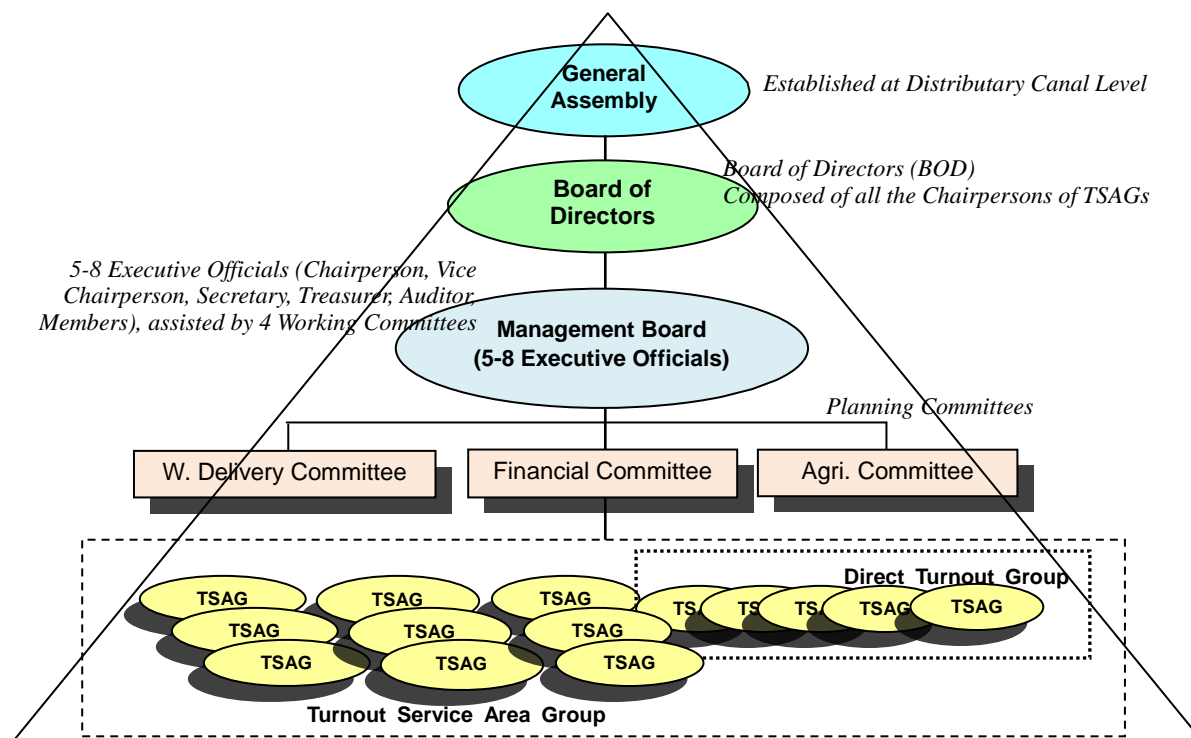 General
Assembly
Established at Distributary Canal Level
Board of Directors (BOD)
Composed of all the Chairpersons of TSAGs
Board of
Directors
5-8 Executive Officials (Chairperson, Vice
Chairperson, Secretary, Treasurer, Auditor,
Members), assisted by 4 Working Committees
Management Board
(5-8 Executive Officials)
Planning Committees
W. Delivery Committee
Financial Committee
Agri. Committee
Direct Turnout Group
TSAG
TSAG
TSAG
TSAG
TSAG
TSAG
TSAG
TSAG
TSAG
TSAG
TSAG
Turnout Service Area Group